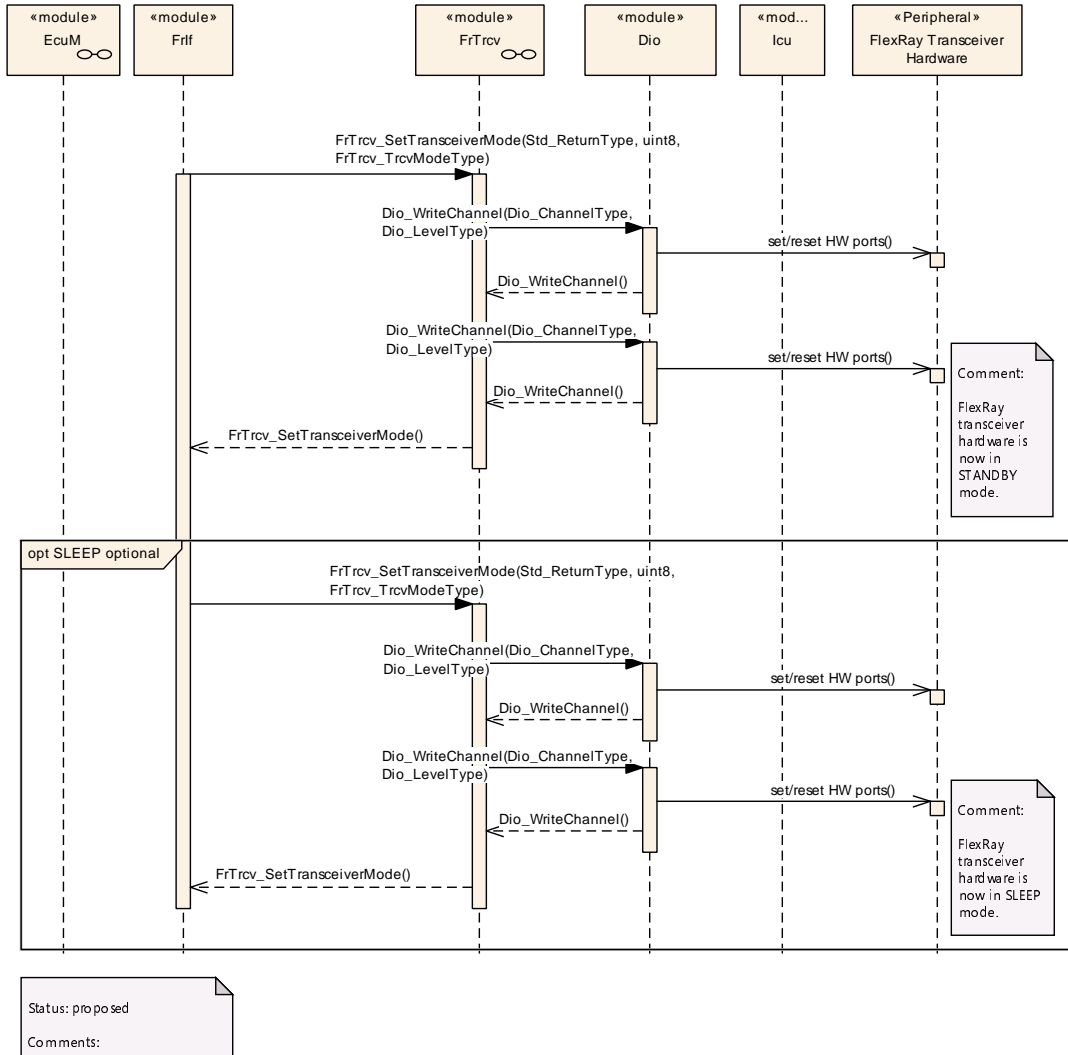 «module»
EcuM
«module»
FrIf
«module»
FrTrcv
«module»
Dio
«mod...
Icu
«Peripheral»
FlexRay Transceiver
Hardware
FrTrcv_SetTransceiverMode(Std_ReturnType, uint8,
FrTrcv_TrcvModeType)
Dio_WriteChannel(Dio_ChannelType,
Dio_LevelType)
set/reset HW ports()
Dio_WriteChannel()
Dio_WriteChannel(Dio_ChannelType,
Dio_LevelType)
set/reset HW ports()
Dio_WriteChannel()
FrTrcv_SetTransceiverMode()
Comment:
FlexRay
transceiver
hardware is
now in
STANDBY
mode.
opt SLEEP optional
FrTrcv_SetTransceiverMode(Std_ReturnType, uint8,
FrTrcv_TrcvModeType)
Dio_WriteChannel(Dio_ChannelType,
Dio_LevelType)
set/reset HW ports()
Dio_WriteChannel()
Dio_WriteChannel(Dio_ChannelType,
Dio_LevelType)
set/reset HW ports()
Dio_WriteChannel()
FrTrcv_SetTransceiverMode()
Comment:
FlexRay
transceiver
hardware is
now in SLEEP
mode.
Status: proposed
Comments: